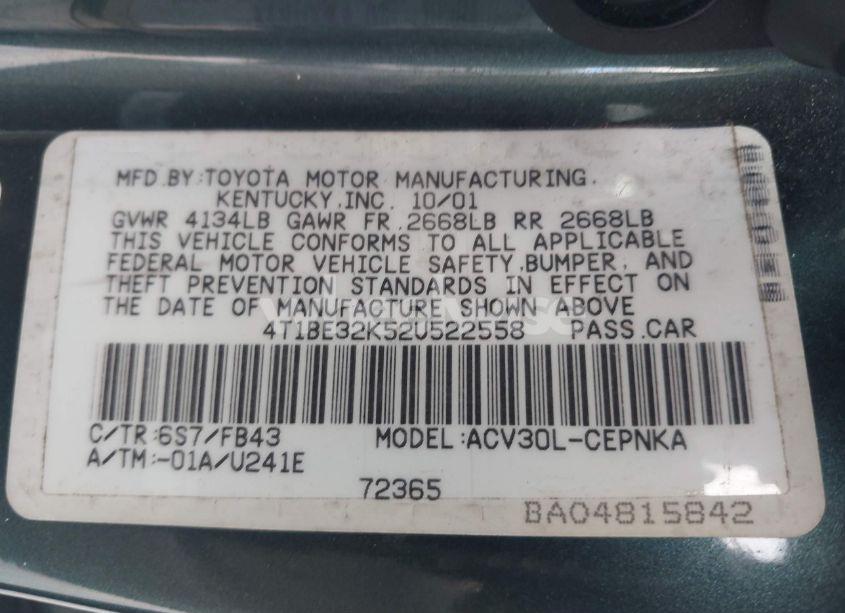 MFD.BY:TOYOTA MOTOR MANUFACTURING,
KENTUCKY,INC. 10/01
GVWR 4134LB GAWR FR.2668LB RR 2668LB
THIS VEHICLE CONFORMS TO ALL APPLICABLE
FEDERAL MOTOR VEHICLE SAFETY,BUMPER, AND
THEFT PREVENTION STANDARDS IN EFFECT ON
THE DATE OF MANUFACTURE SHOWN ABOVE
4T1BE32K52U522558 PASS.CAR
C/TR:6S7/FB43 MODEL:ACV30L-CEPNKA
A/TM:-01A/U241E
72365
BA04815842